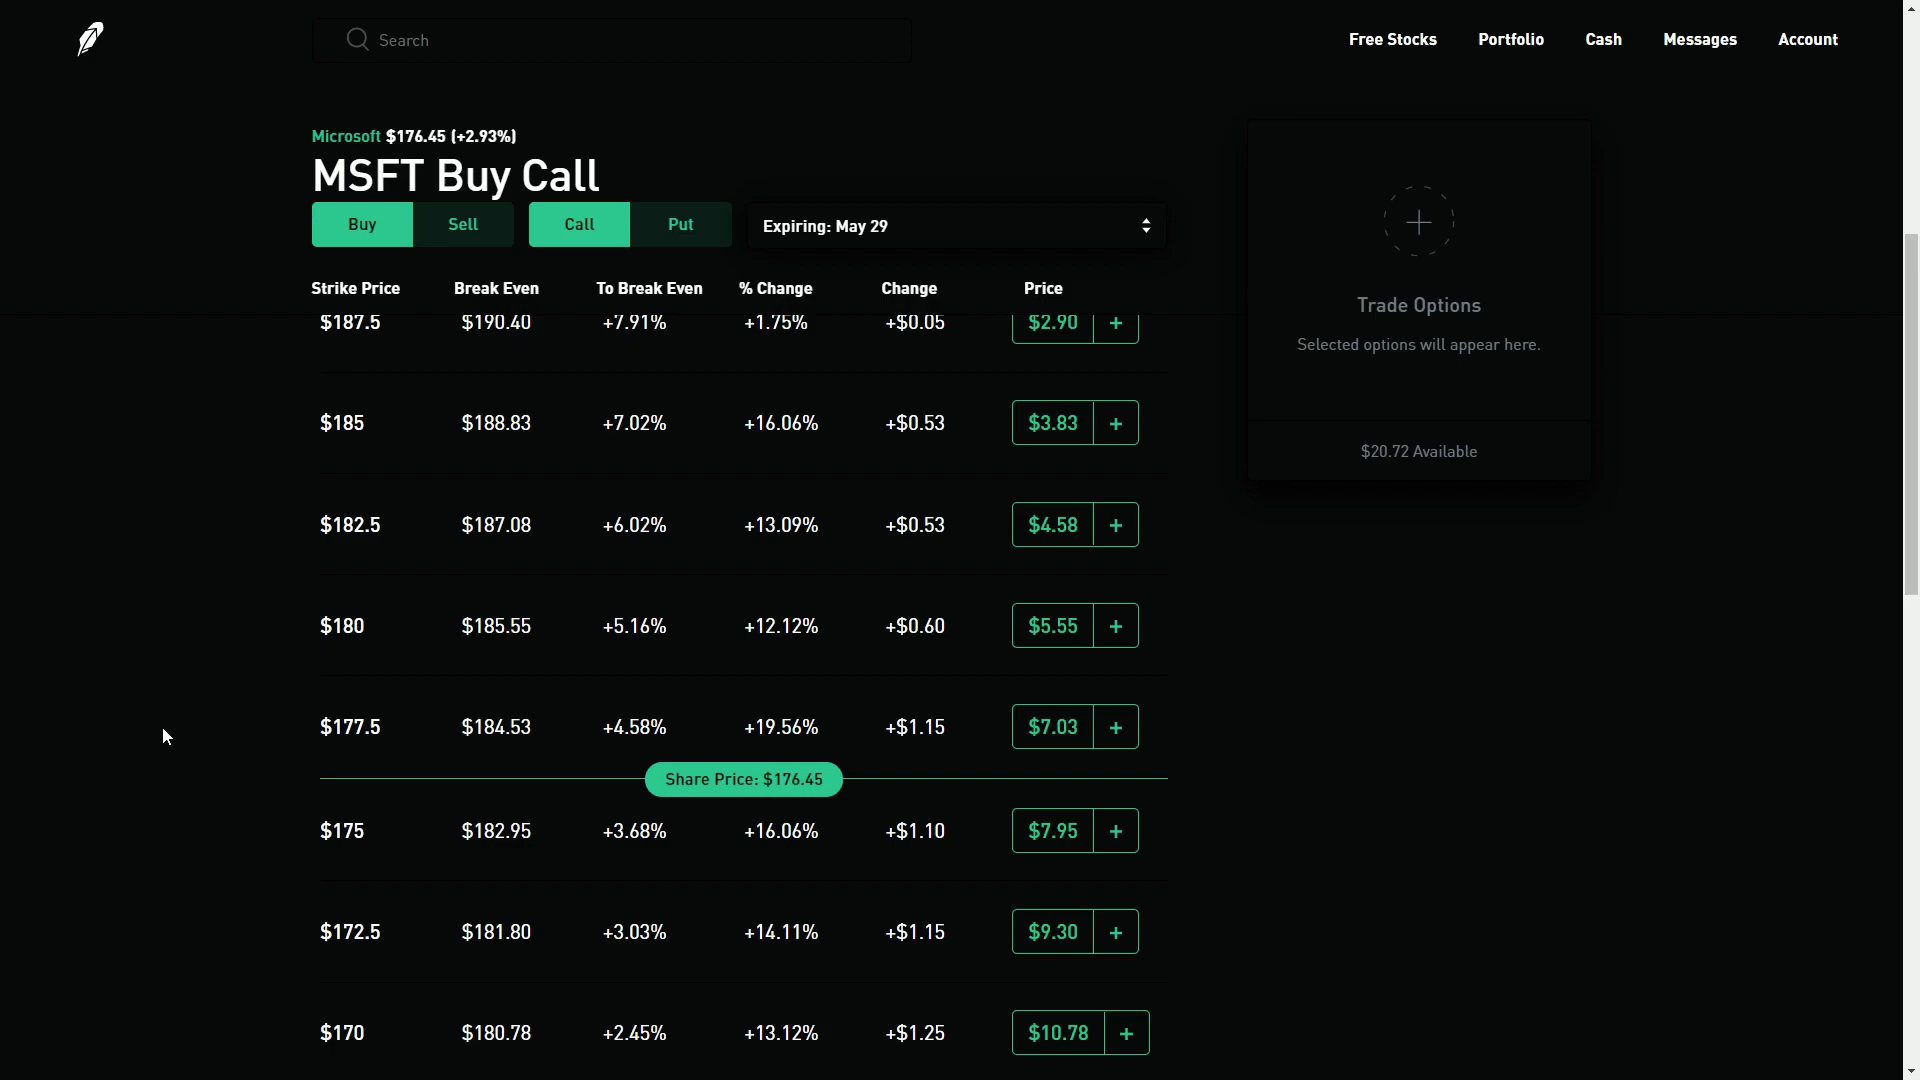 Search
Free Stocks Portfolio Cash Messages Account
Microsoft $176.45 (+2.93%)
MSFT Buy Call
Buy Sell Call Put Expiring: May 29
Strike Price Break Even To Break Even % Change Change Price
$187.5 $190.40 +7.91% +1.75% +$0.05 $2.90 +
$185 $188.83 +7.02% +16.06% +$0.53 $3.83 +
$182.5 $187.08 +6.02% +13.09% +$0.53 $4.58 +
$180 $185.55 +5.16% +12.12% +$0.60 $5.55 +
$177.5 $184.53 +4.58% +19.56% +$1.15 $7.03 +
Share Price: $176.45
$175 $182.95 +3.68% +16.06% +$1.10 $7.95 +
$172.5 $181.80 +3.03% +14.11% +$1.15 $9.30 +
$170 $180.78 +2.45% +13.12% +$1.25 $10.78 +
Trade Options
Selected options will appear here.
$20.72 Available